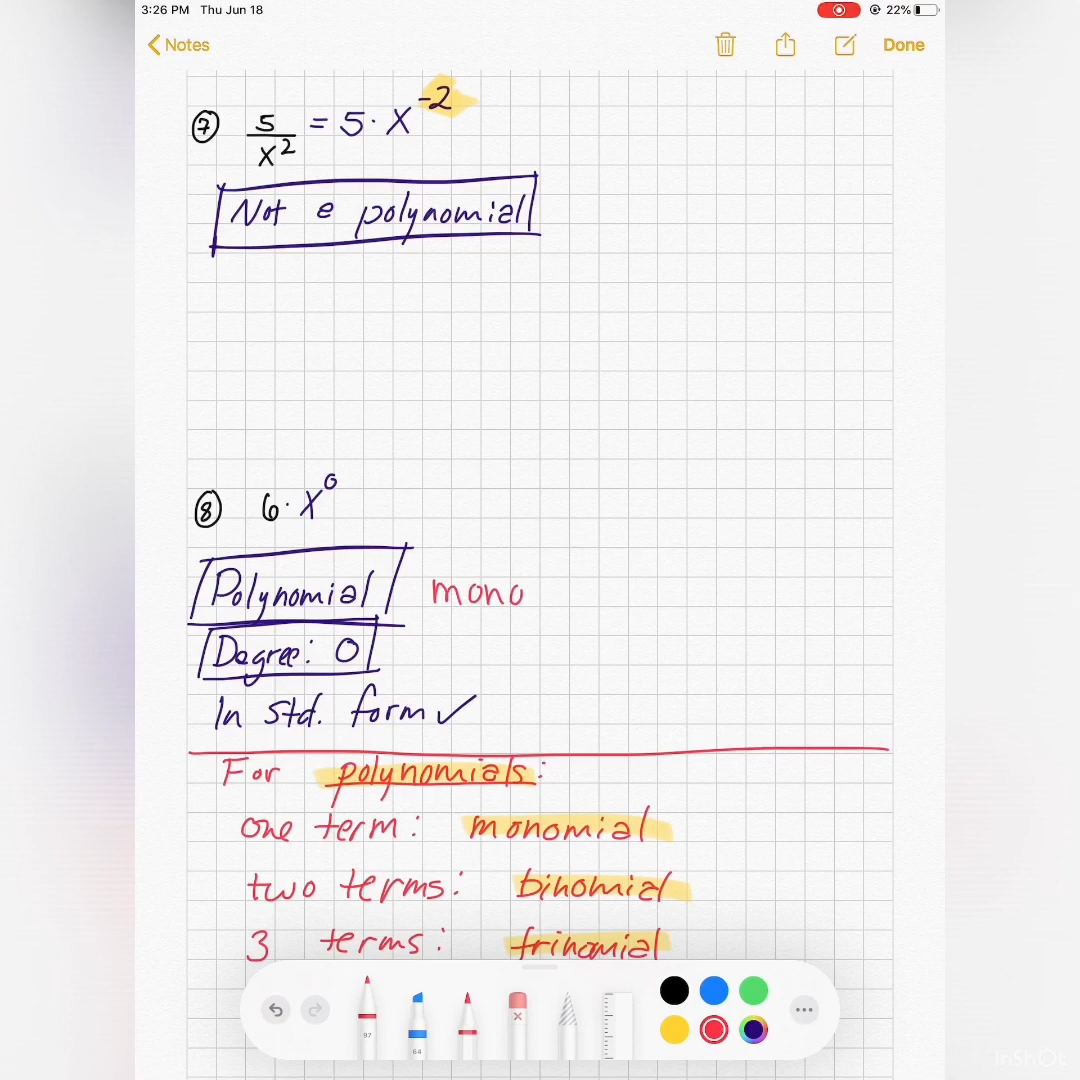 3:26 PM Thu Jun 18
22%
Notes
Done
⑦ 5/x² = 5 · x⁻²
Not a polynomial
⑧ 6 · x⁰
Polynomial mono
Degree: 0
In std. form ✓
For polynomials:
one term: monomial
two terms: binomial
3 terms: trinomial
97
64
InShOt